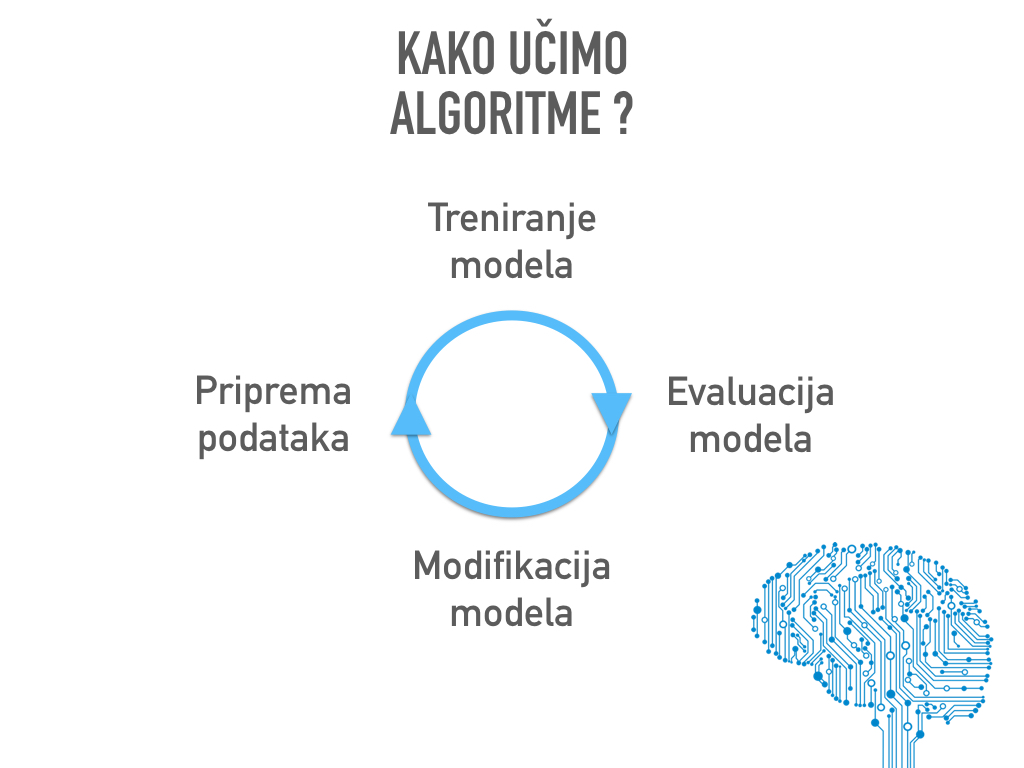 KAKO UČIMO
ALGORITME ?
Treniranje
modela
Priprema
podataka
Evaluacija
modela
Modifikacija
modela